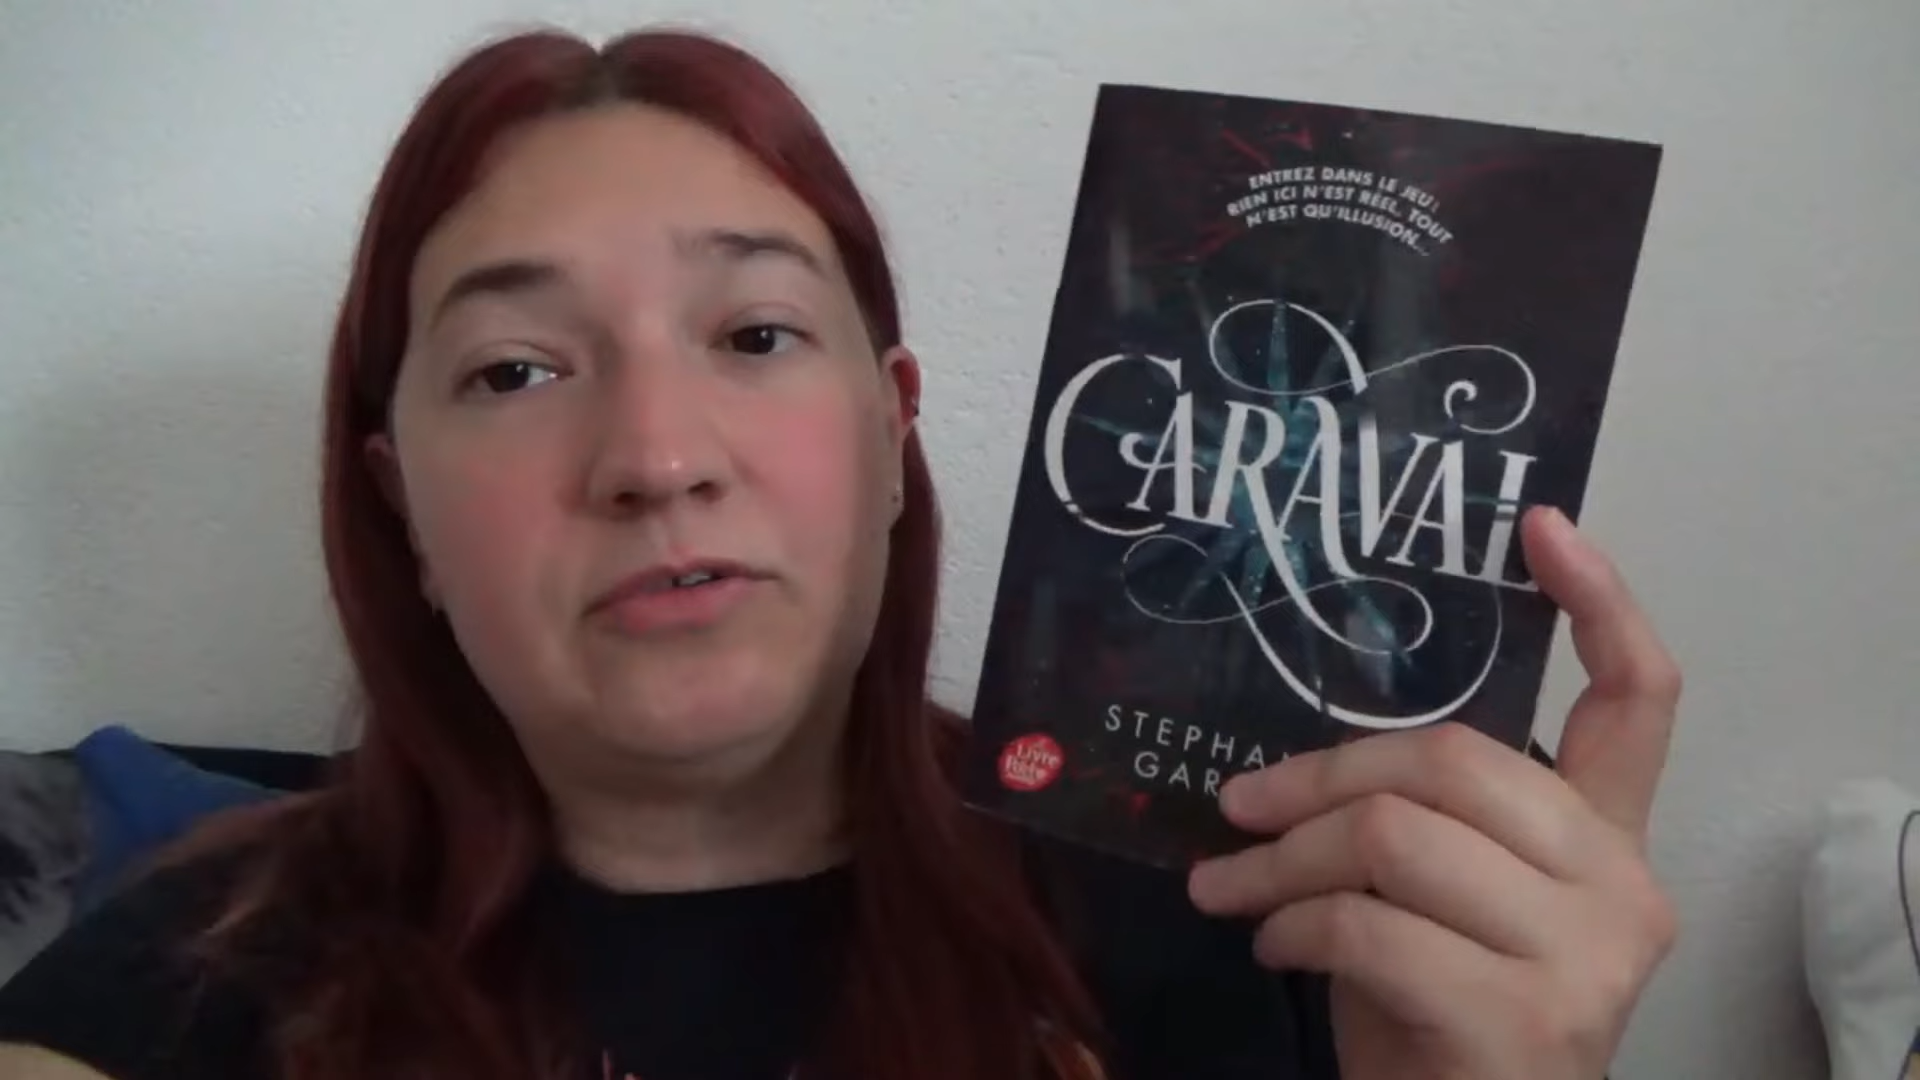 ENTREZ DANS LE JEU!
RIEN ICI N'EST RÉEL, TOUT
N'EST QU'ILLUSION...
CARAVAL
STEPHA
GAR
Livre
Poche